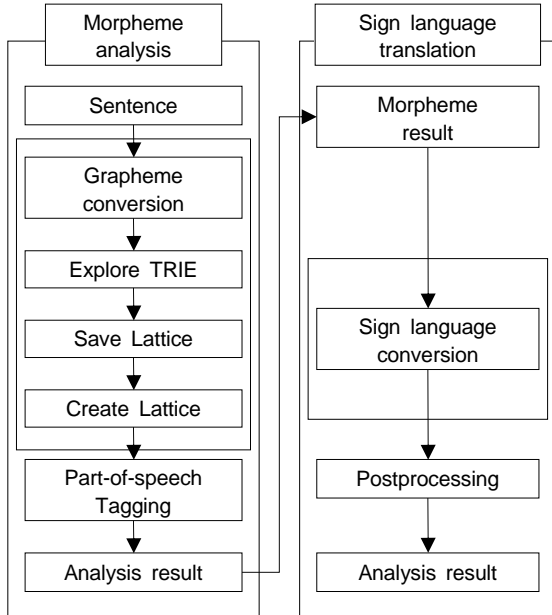 Morpheme
analysis
Sentence
Grapheme
conversion
Explore TRIE
Save Lattice
Create Lattice
Part-of-speech
Tagging
Analysis result
Sign language
translation
Morpheme
result
Sign language
conversion
Postprocessing
Analysis result